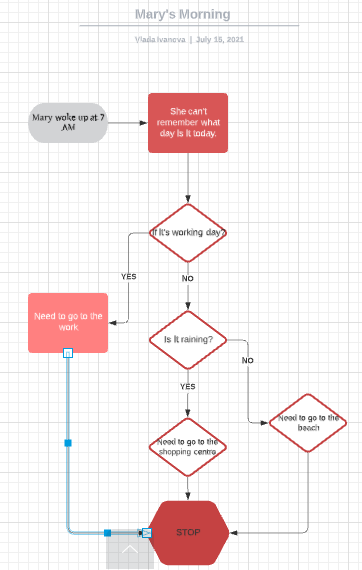 Mary's Morning
Vlada Ivanova | July 15, 2021
Mary woke up at 7
AM
She can't
remember what
day is it today.
If It's working day?
YES
NO
Need to go to the
work
Is It raining?
NO
YES
Need to go to the
beach
Need to go to the
shopping centre
STOP